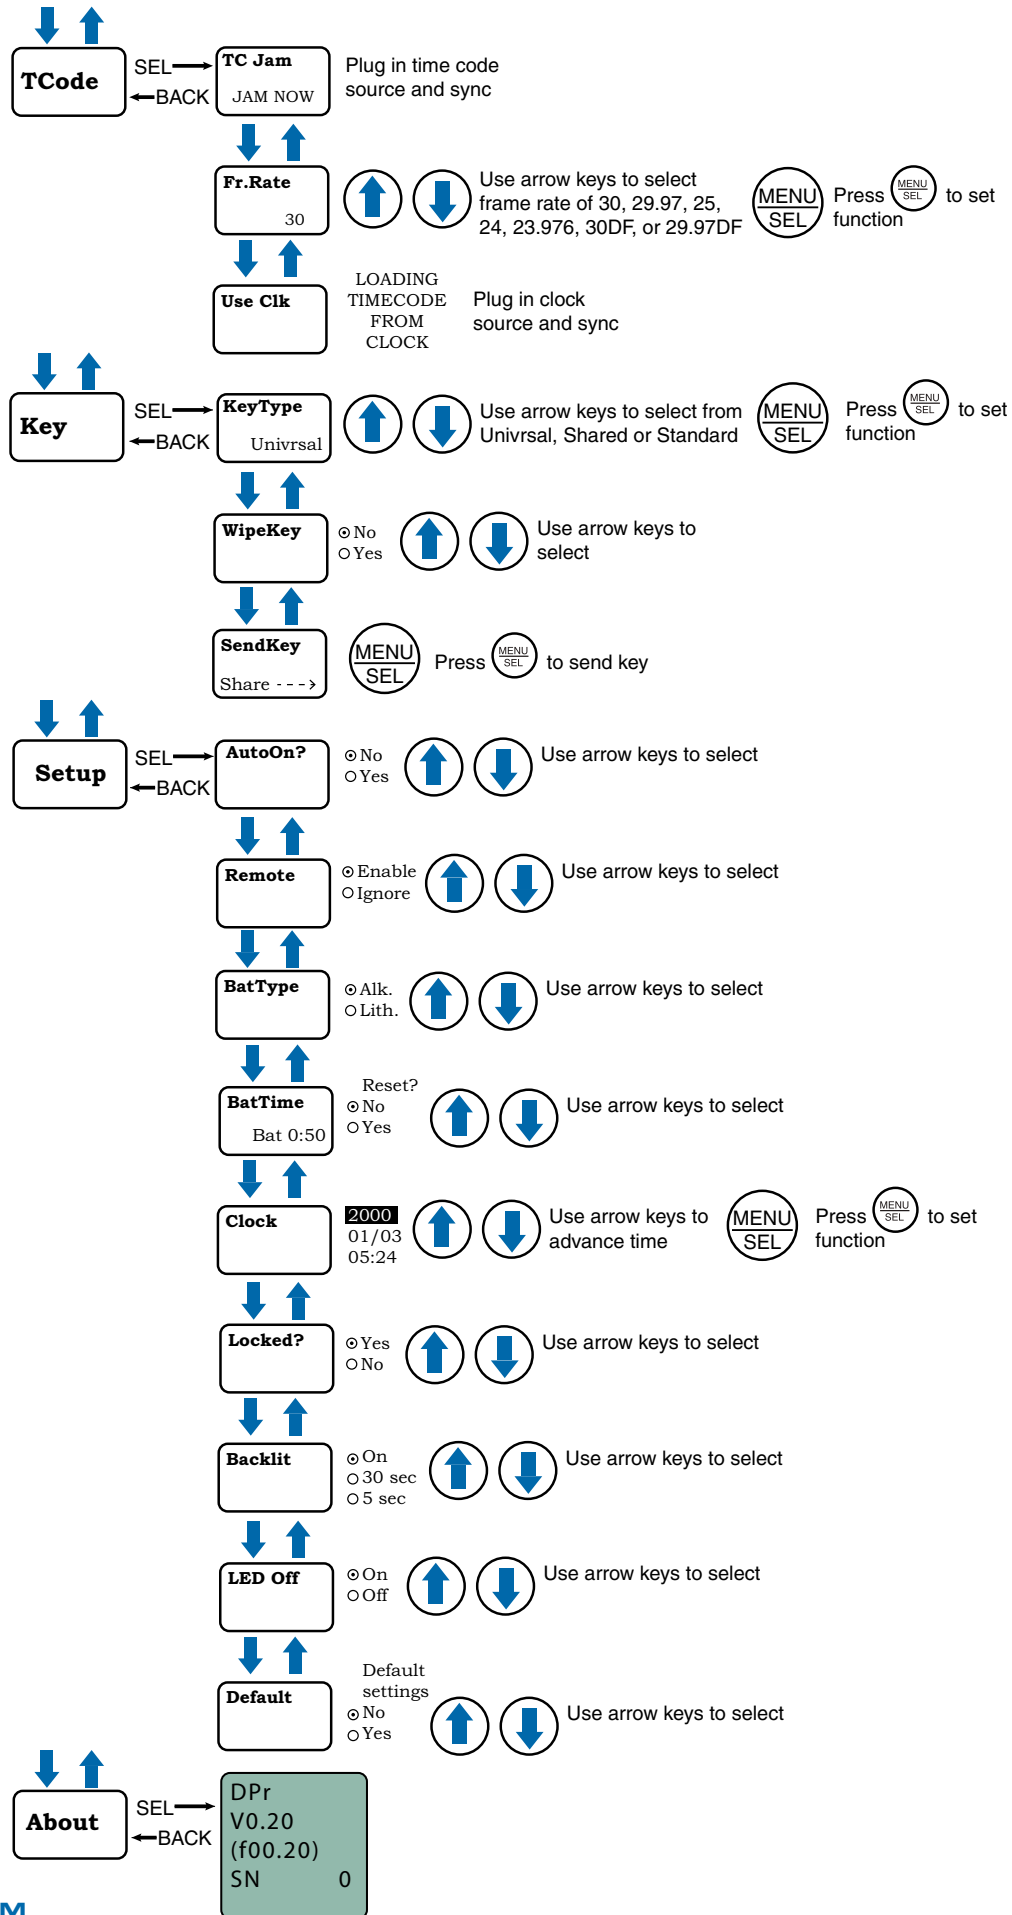 TCode
SEL
BACK
TC Jam
JAM NOW
Plug in time code
source and sync
Fr.Rate
30
Use arrow keys to select
frame rate of 30, 29.97, 25,
24, 23.976, 30DF, or 29.97DF
MENU
SEL
Press MENU SEL to set
function
Use Clk
LOADING
TIMECODE
FROM
CLOCK
Plug in clock
source and sync
Key
SEL
BACK
KeyType
Univrsal
Use arrow keys to select from
Univrsal, Shared or Standard
MENU
SEL
Press MENU SEL to set
function
WipeKey
No
Yes
Use arrow keys to
select
SendKey
Share --->
MENU
SEL
Press MENU SEL to send key
Setup
SEL
BACK
AutoOn?
No
Yes
Use arrow keys to select
Remote
Enable
Ignore
Use arrow keys to select
BatType
Alk.
Lith.
Use arrow keys to select
BatTime
Bat 0:50
Reset?
No
Yes
Use arrow keys to select
Clock
2000
01/03
05:24
Use arrow keys to
advance time
MENU
SEL
Press MENU SEL to set
function
Locked?
Yes
No
Use arrow keys to select
Backlit
On
30 sec
5 sec
Use arrow keys to select
LED Off
On
Off
Use arrow keys to select
Default
Default
settings
No
Yes
Use arrow keys to select
About
SEL
BACK
DPr
V0.20
(f00.20)
SN 0
M